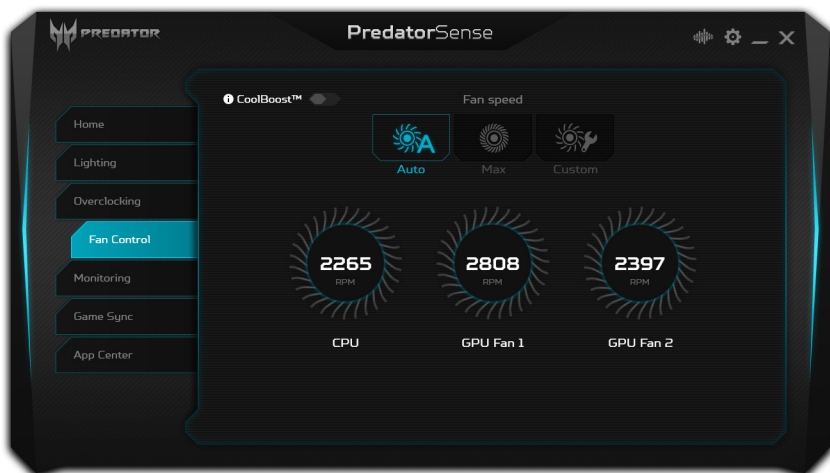 PREDATOR
PredatorSense
CoolBoost™
Fan speed
Home
Lighting
Overclocking
Fan Control
Monitoring
Game Sync
App Center
A
Auto
Max
Custom
2265
RPM
2808
RPM
2397
RPM
CPU
GPU Fan 1
GPU Fan 2